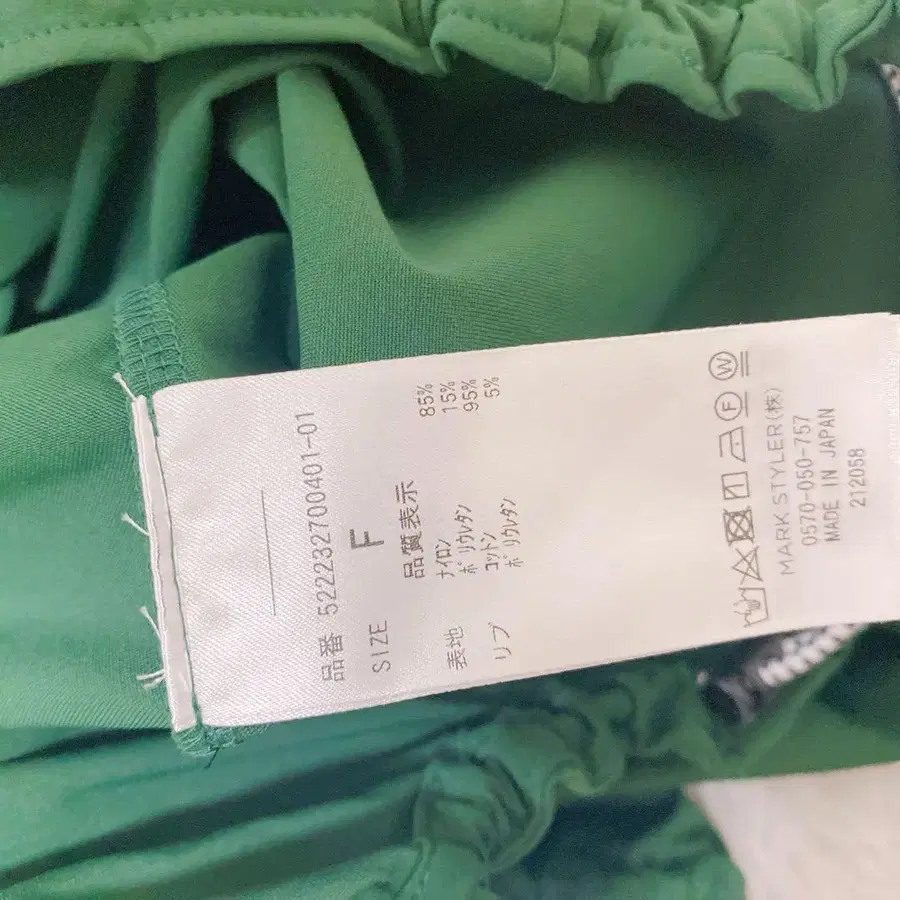 品番 522232700401-01
SIZE F
品質表示
表地 ナイロン 85%
ポリウレタン 15%
リブ コットン 95%
ポリウレタン 5%
F W
MARK STYLER(株)
0570-050-757
MADE IN JAPAN
212058